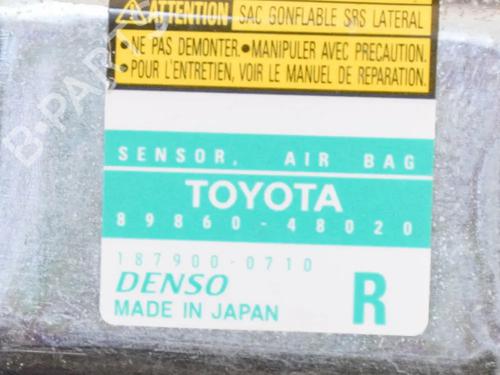 ATTENTION SAC GONFLABLE SRS LATERAL
• NE PAS DEMONTER. • MANIPULER AVEC PRECAUTION.
• POUR L'ENTRETIEN, VOIR LE MANUEL DE REPARATION.
SENSOR, AIR BAG
TOYOTA
89860-48020
187900-0710
DENSO
MADE IN JAPAN
R
B-PARTS